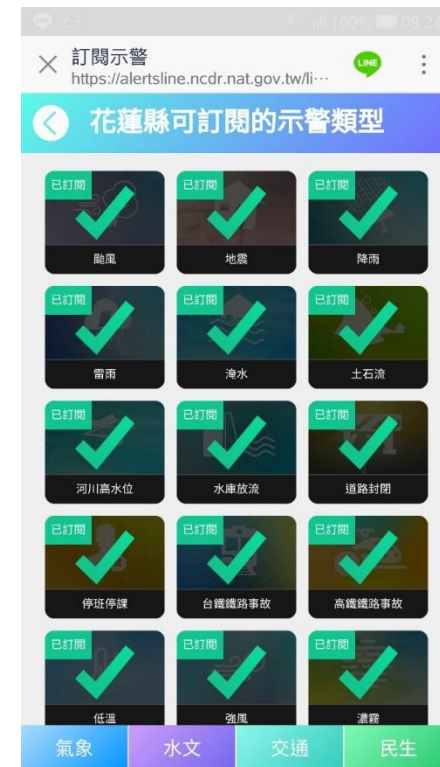 100% 09:2
訂閱示警
https://alertsline.ncdr.nat.gov.tw/li…
LINE
花蓮縣可訂閱的示警類型
已訂閱 已訂閱 已訂閱
颱風 地震 降雨
已訂閱 已訂閱 已訂閱
雷雨 淹水 土石流
已訂閱 已訂閱 已訂閱
河川高水位 水庫放流 道路封閉
已訂閱 已訂閱 已訂閱
停班停課 台鐵鐵路事故 高鐵鐵路事故
已訂閱 已訂閱 已訂閱
低溫 強風 濃霧
氣象 水文 交通 民生